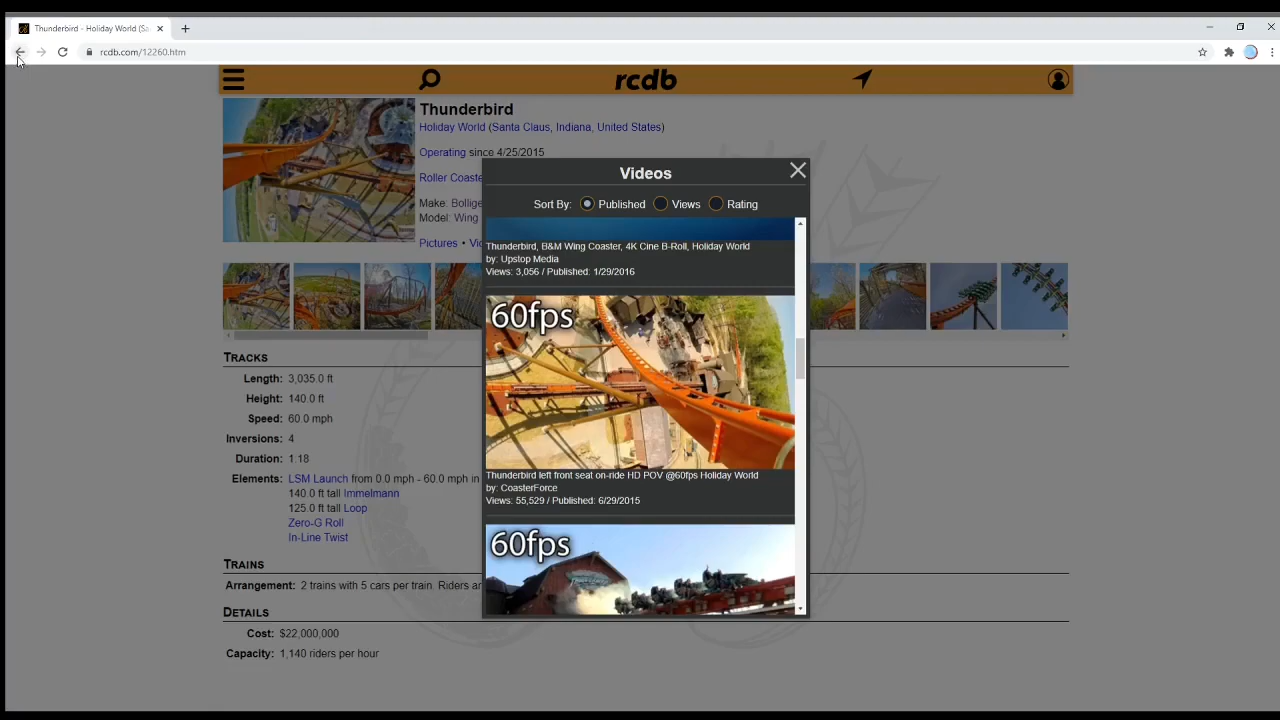 Thunderbird - Holiday World (Sa
rcdb.com/12260.htm
rcdb
Thunderbird
Holiday World (Santa Claus, Indiana, United States)
Operating since 4/25/2015
Roller Coaste
Make: Bollige
Model: Wing
Pictures • Vi
Videos
Sort By: Published Views Rating
Thunderbird, B&M Wing Coaster, 4K Cine B-Roll, Holiday World
by: Upstop Media
Views: 3,056 / Published: 1/29/2016
60fps
Thunderbird left front seat on-ride HD POV @60fps Holiday World
by: CoasterForce
Views: 55,529 / Published: 6/29/2015
60fps
TRACKS
Length: 3,035.0 ft
Height: 140.0 ft
Speed: 60.0 mph
Inversions: 4
Duration: 1.18
Elements: LSM Launch from 0.0 mph - 60.0 mph in
140.0 ft tall Immelmann
125.0 ft tall Loop
Zero-G Roll
In-Line Twist
TRAINS
Arrangement: 2 trains with 5 cars per train. Riders a
DETAILS
Cost: $22,000,000
Capacity: 1,140 riders per hour